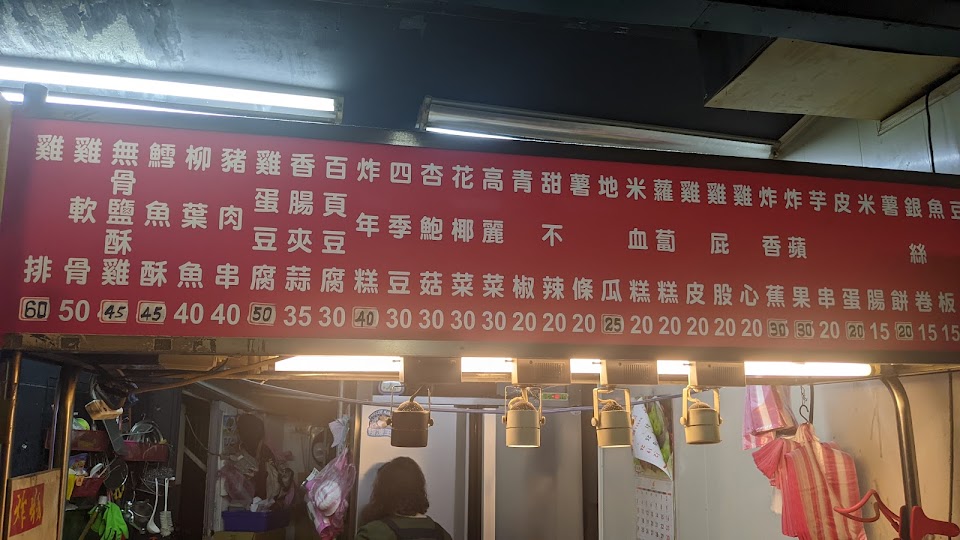 雞排 60
雞軟骨 50
無骨鹽酥雞 45
鱈魚酥 45
柳葉魚 40
豬肉串 40
雞蛋豆腐 50
香腸夾蒜 35
百頁豆腐 30
炸年糕 40
四季豆 30
杏鮑菇 30
花椰菜 30
高麗菜 30
青椒 20
甜不辣 20
薯條 20
地瓜 25
米血糕 20
蘿蔔糕 20
雞皮 20
雞屁股 20
雞心 20
炸香蕉 30
炸蘋果 30
芋串 20
皮蛋 20
米腸 15
薯餅 20
銀絲卷 15
魚板 15
豆